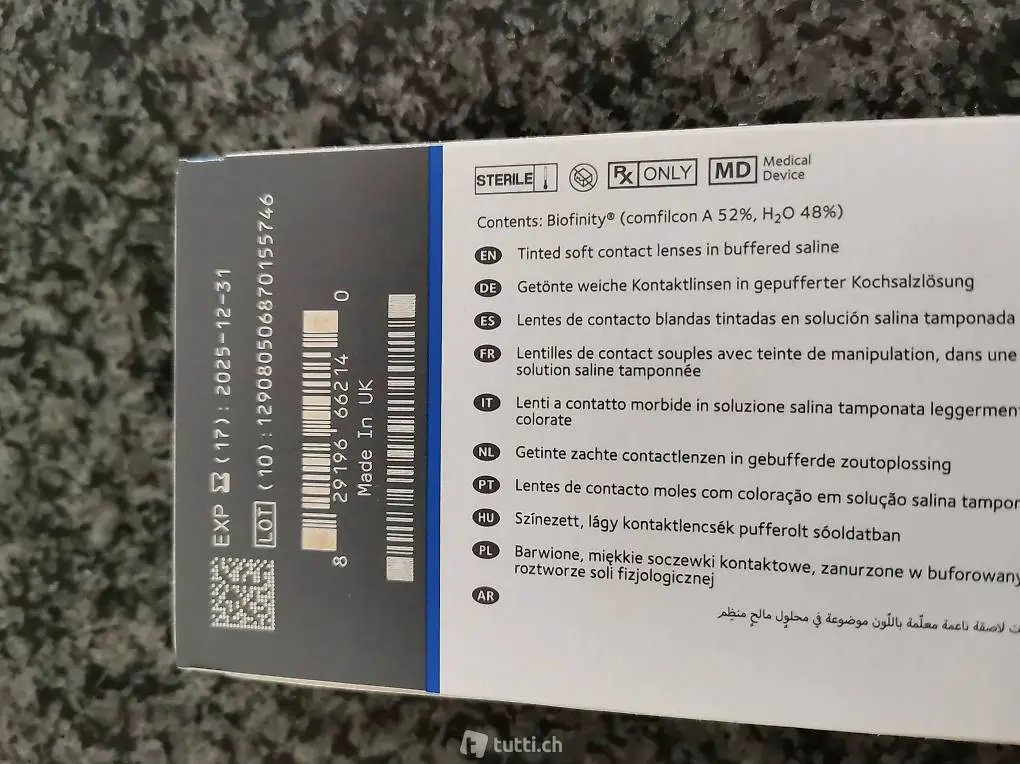 EXP (17): 2025-12-31
LOT (10):12908050687015 5746
8 29196 66214 0
Made In UK
STERILE
Rx ONLY
MD Medical
Device
Contents: Biofinity® (comfilcon A 52%, H₂O 48%)
EN Tinted soft contact lenses in buffered saline
DE Getönte weiche Kontaktlinsen in gepufferter Kochsalzlösung
ES Lentes de contacto blandas tintadas en solución salina tamponada
FR Lentilles de contact souples avec teinte de manipulation, dans une
solution saline tamponnée
IT Lenti a contatto morbide in soluzione salina tamponata leggermen
colorate
NL Getinte zachte contactlenzen in gebufferde zoutoplossing
PT Lentes de contacto moles com coloração em solução salina tampor
HU Színezett, lágy kontaktlencsék pufferolt sóoldatban
PL Barwione, miękkie soczewki kontaktowe, zanurzone w buforowany
roztworze soli fizjologicznej
AR
لاصقة ناعمة معلّمة باللّون موضوعة في محلولٍ مالحٍ منظِم
tutti.ch